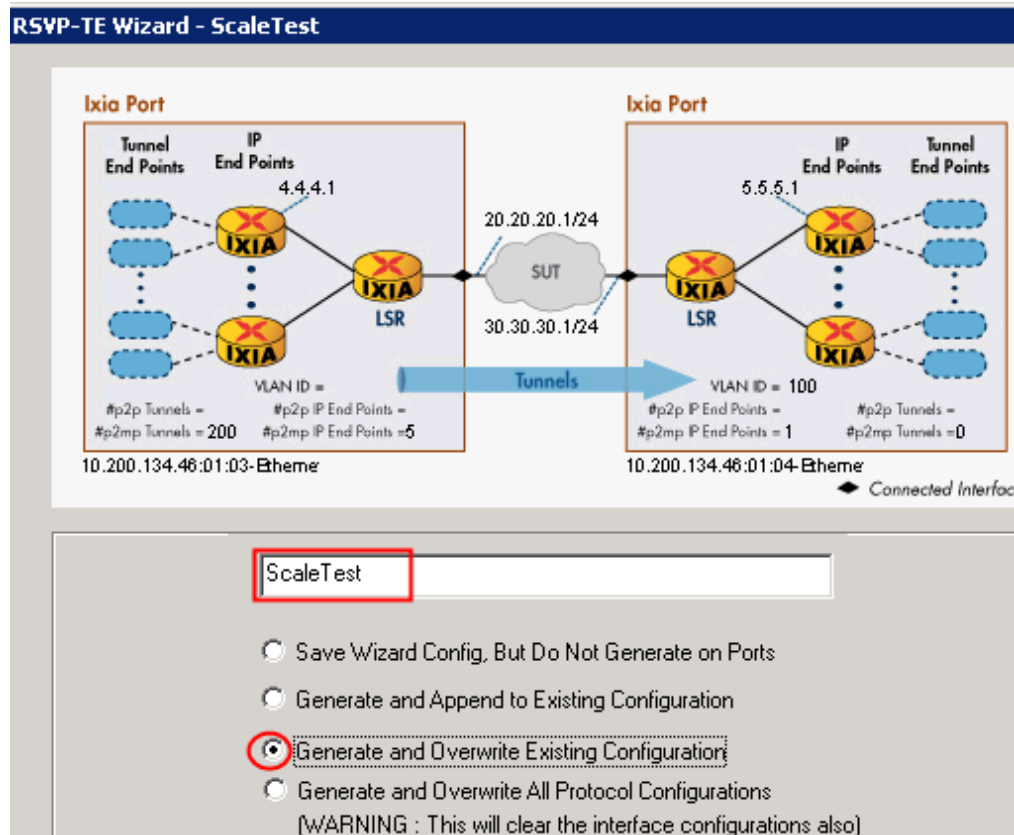 RSVP-TE Wizard - ScaleTest
Ixia Port
Ixia Port
Tunnel End Points
IP End Points
4.4.4.1
20.20.20.1/24
5.5.5.1
IP End Points
Tunnel End Points
IXIA
IXIA
SUT
IXIA
IXIA
LSR
30.30.30.1/24
LSR
IXIA
IXIA
VLAN ID =
Tunnels
VLAN ID = 100
#p2p Tunnels =
#p2p IP End Points =
#p2p IP End Points =
#p2p Tunnels =
#p2mp Tunnels = 200
#p2mp IP End Points =5
#p2mp IP End Points = 1
#p2mp Tunnels =0
10.200.134.46:01:03-Etherne
10.200.134.46:01:04-Etherne
Connected Interfac
ScaleTest
Save Wizard Config, But Do Not Generate on Ports
Generate and Append to Existing Configuration
Generate and Overwrite Existing Configuration
Generate and Overwrite All Protocol Configurations
(WARNING : This will clear the interface configurations also)